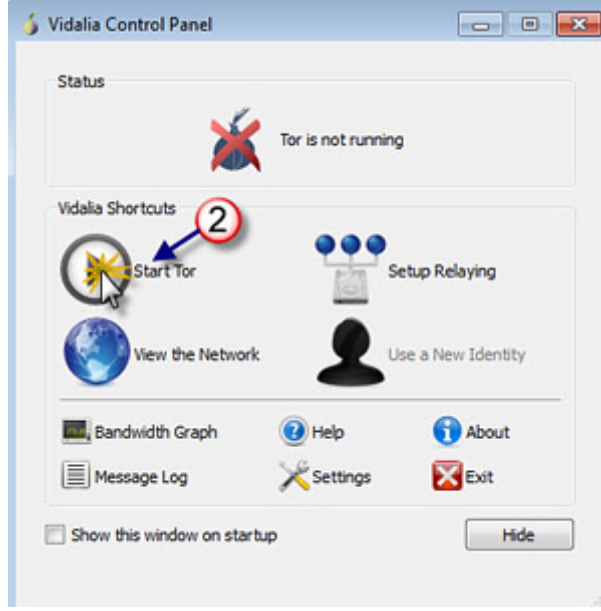 Vidalia Control Panel
Status
Tor is not running
Vidalia Shortcuts
2
Start Tor
Setup Relaying
View the Network
Use a New Identity
Bandwidth Graph
Help
About
Message Log
Settings
Exit
Show this window on startup
Hide